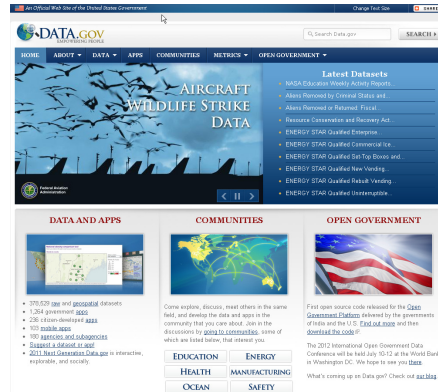 An Official Web Site of the United States Government
Change Text Size
SHARE
DATA.GOV
EMPOWERING PEOPLE
Search Data.gov
SEARCH
HOME
ABOUT
DATA
APPS
COMMUNITIES
METRICS
OPEN GOVERNMENT
AIRCRAFT
WILDLIFE STRIKE
DATA
Federal Aviation
Administration
Latest Datasets
NASA Education Weekly Activity Reports...
Aliens Removed by Criminal Status and...
Aliens Removed or Returned: Fiscal...
Resource Conservation and Recovery Act...
ENERGY STAR Qualified Enterprise...
ENERGY STAR Qualified Commercial Ice...
ENERGY STAR Qualified Set-Top Boxes and...
ENERGY STAR Qualified New Vending...
ENERGY STAR Qualified Rebuilt Vending...
ENERGY STAR Qualified Uninterruptible...
DATA AND APPS
378,529 raw and geospatial datasets
1,264 government apps
236 citizen-developed apps
103 mobile apps
180 agencies and subagencies
Suggest a dataset or app!
2011 Next Generation Data.gov is interactive,
explorable, and socially.
COMMUNITIES
Come explore, discuss, meet others in the same
field, and develop the data and apps in the
community that you care about. Join in the
discussions by going to communities, some of
which are listed below, that interest you.
EDUCATION
ENERGY
HEALTH
MANUFACTURING
OCEAN
SAFETY
OPEN GOVERNMENT
First open source code released for the Open
Government Platform delivered by the governments
of India and the U.S. Find out more and then
download the code
The 2012 International Open Government Data
Conference will be held July 10-12 at the World Bank
in Washington DC. We hope to see you there.
What's coming up on Data.gov? Check out our blog